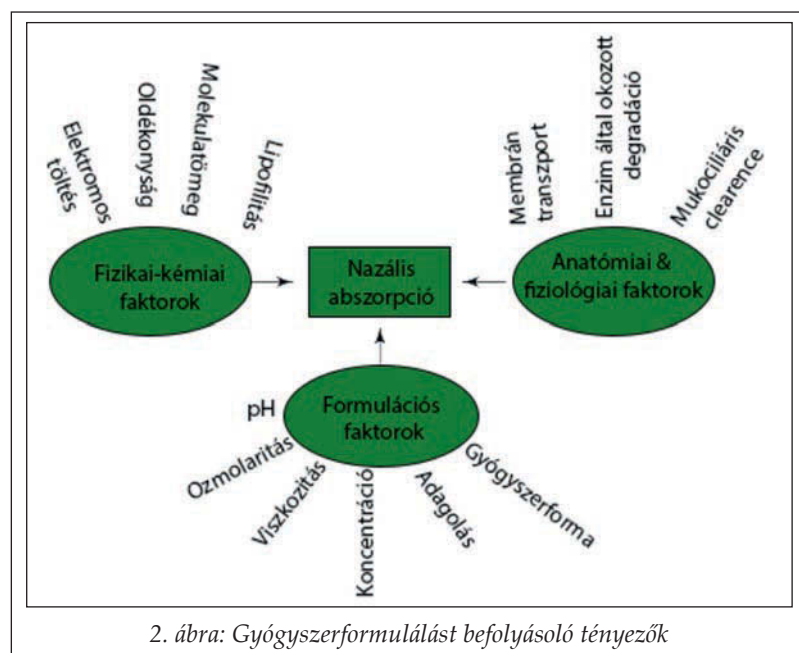 Elektromos
töltés
Oldékonyság
Molekulatömeg
Lipofilitás
Fizikai-kémiai
faktorok
Nazális
abszorpció
Membrán
transzport
Enzim által okozott
degradáció
Mukociliáris
clearence
Anatómiai &
fiziológiai faktorok
Formulációs
faktorok
pH
Ozmolaritás
Viszkozitás
Koncentráció
Adagolás
Gyógyszerforma
2. ábra: Gyógyszerformulálást befolyásoló tényezők